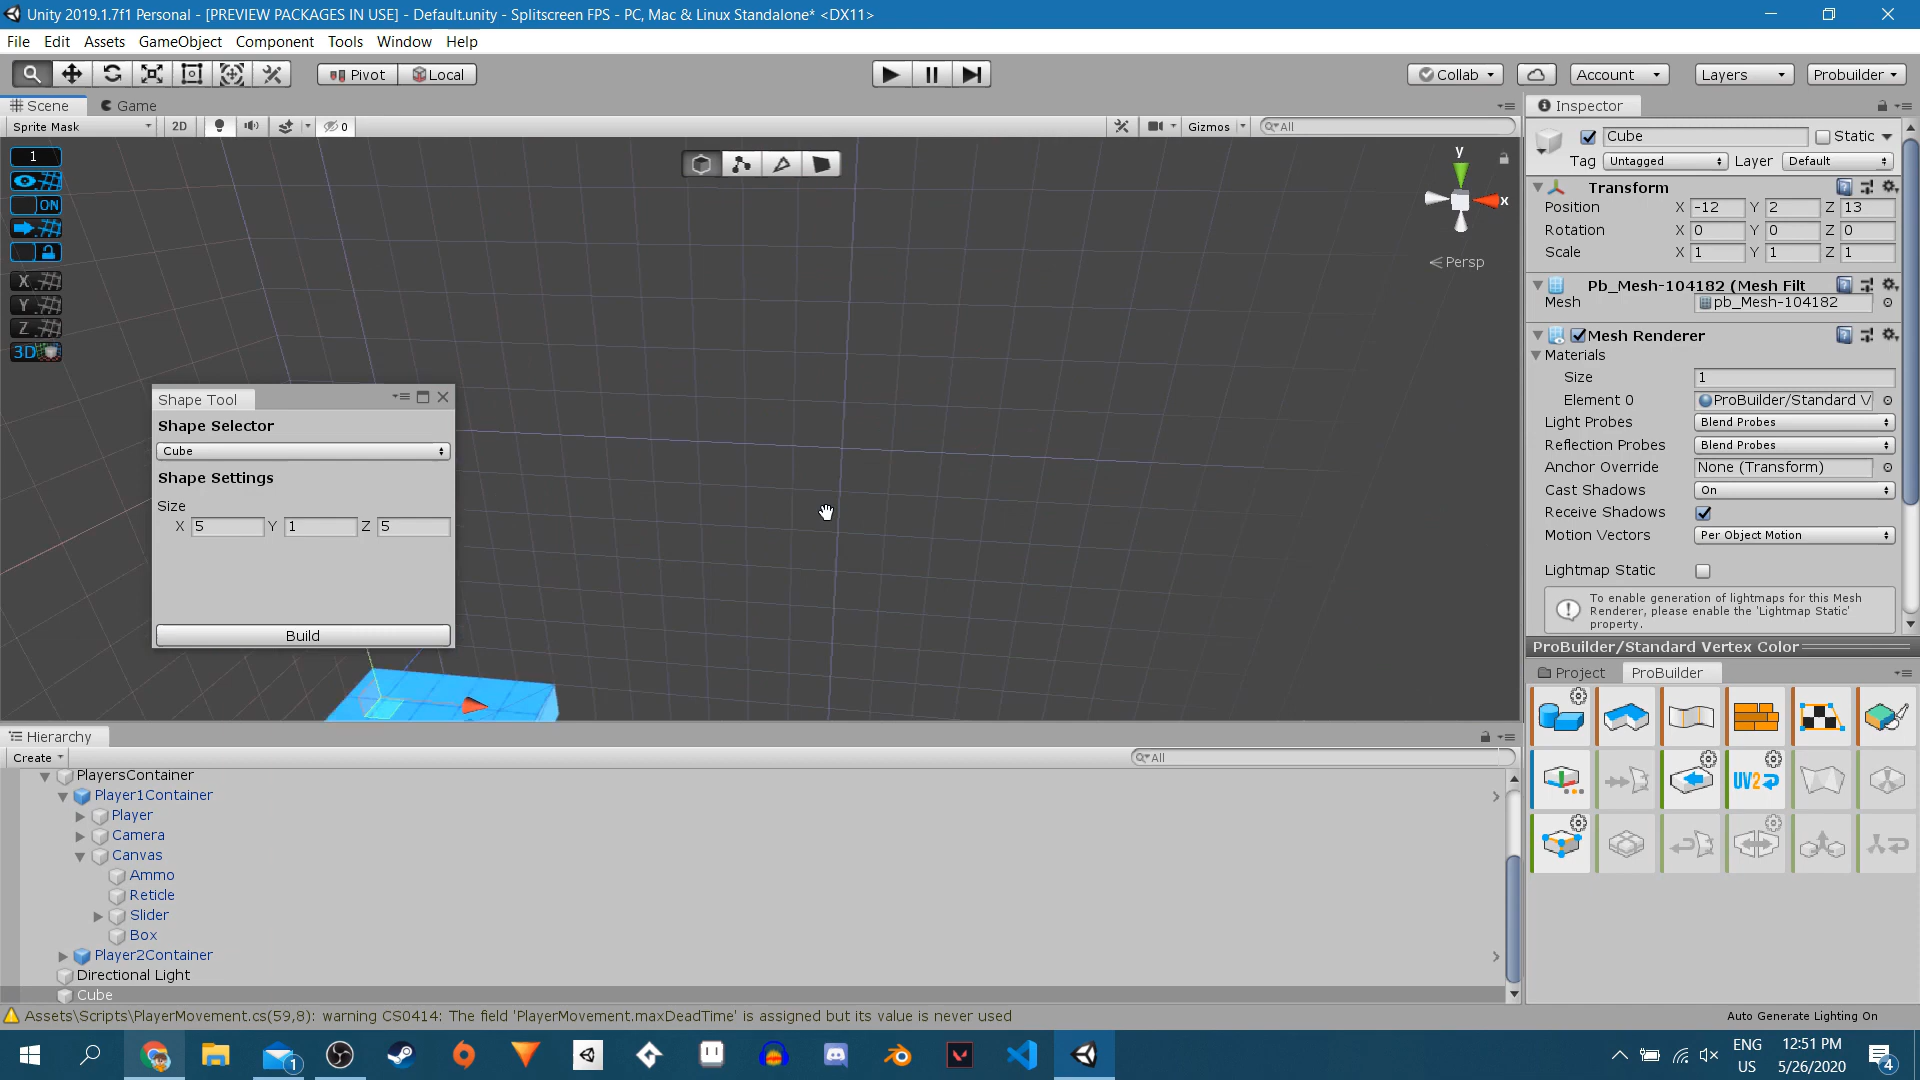 Unity 2019.1.7f1 Personal - [PREVIEW PACKAGES IN USE] - Default.unity - Splitscreen FPS - PC, Mac & Linux Standalone* <DX11>
File Edit Assets GameObject Component Tools Window Help
Pivot Local Collab Account Layers Probuilder
Scene Game
Sprite Mask 2D 0 Gizmos All
1
ON
X
Y
Z
3D
y
x
Persp
Shape Tool
Shape Selector
Cube
Shape Settings
Size
X 5 Y 1 Z 5
Build
Inspector
Cube Static
Tag Untagged Layer Default
Transform
Position X -12 Y 2 Z 13
Rotation X 0 Y 0 Z 0
Scale X 1 Y 1 Z 1
Pb_Mesh-104182 (Mesh Filt
Mesh pb_Mesh-104182
Mesh Renderer
Materials
Size 1
Element 0 ProBuilder/Standard V
Light Probes Blend Probes
Reflection Probes Blend Probes
Anchor Override None (Transform)
Cast Shadows On
Receive Shadows
Motion Vectors Per Object Motion
Lightmap Static
To enable generation of lightmaps for this Mesh
Renderer, please enable the 'Lightmap Static'
property.
ProBuilder/Standard Vertex Color
Project ProBuilder
UV2
Hierarchy
Create All
PlayersContainer
Player1Container
Player
Camera
Canvas
Ammo
Reticle
Slider
Box
Player2Container
Directional Light
Cube
Assets\Scripts\PlayerMovement.cs(59,8): warning CS0414: The field 'PlayerMovement.maxDeadTime' is assigned but its value is never used
Auto Generate Lighting On
1
ENG
US
12:51 PM
5/26/2020
4